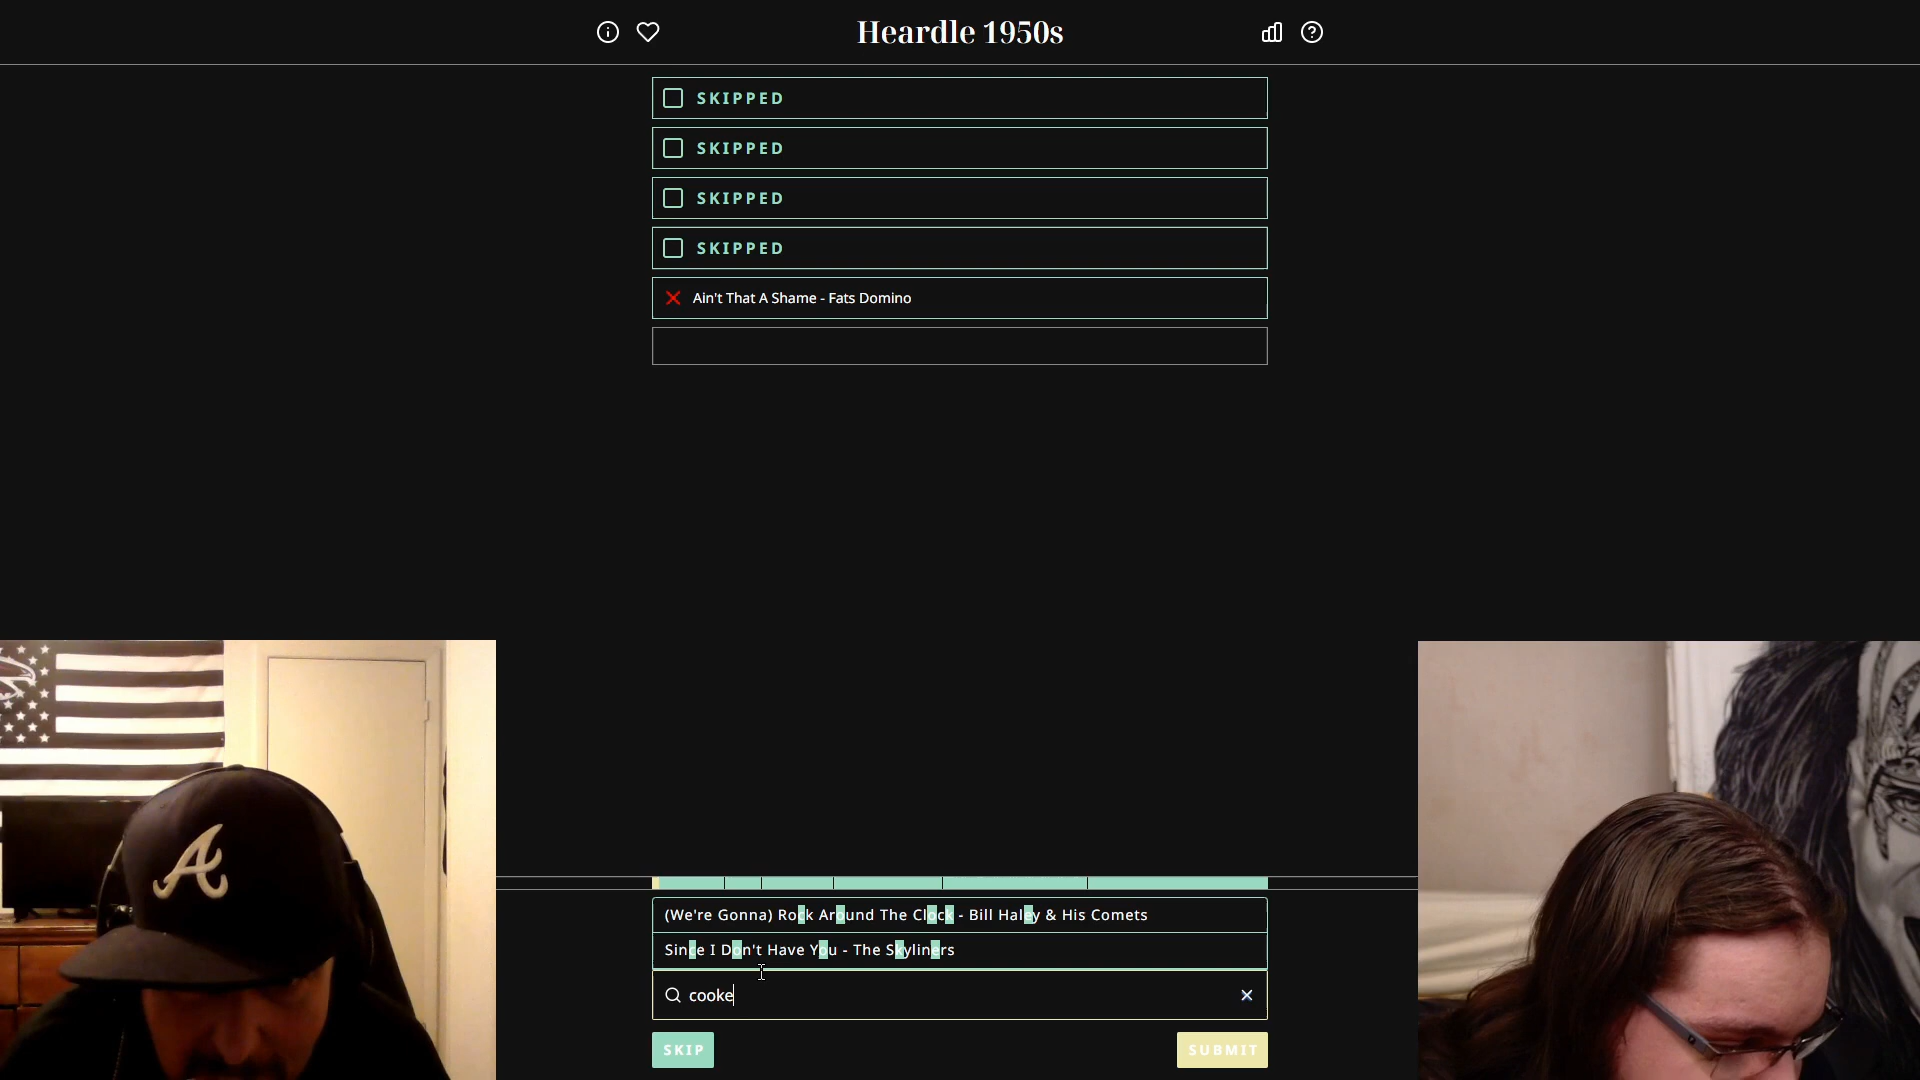 Heardle 1950s
SKIPPED
SKIPPED
SKIPPED
SKIPPED
Ain't That A Shame - Fats Domino
(We're Gonna) Rock Around The Clock - Bill Haley & His Comets
Since I Don't Have You - The Skyliners
cooke
SKIP
SUBMIT
A